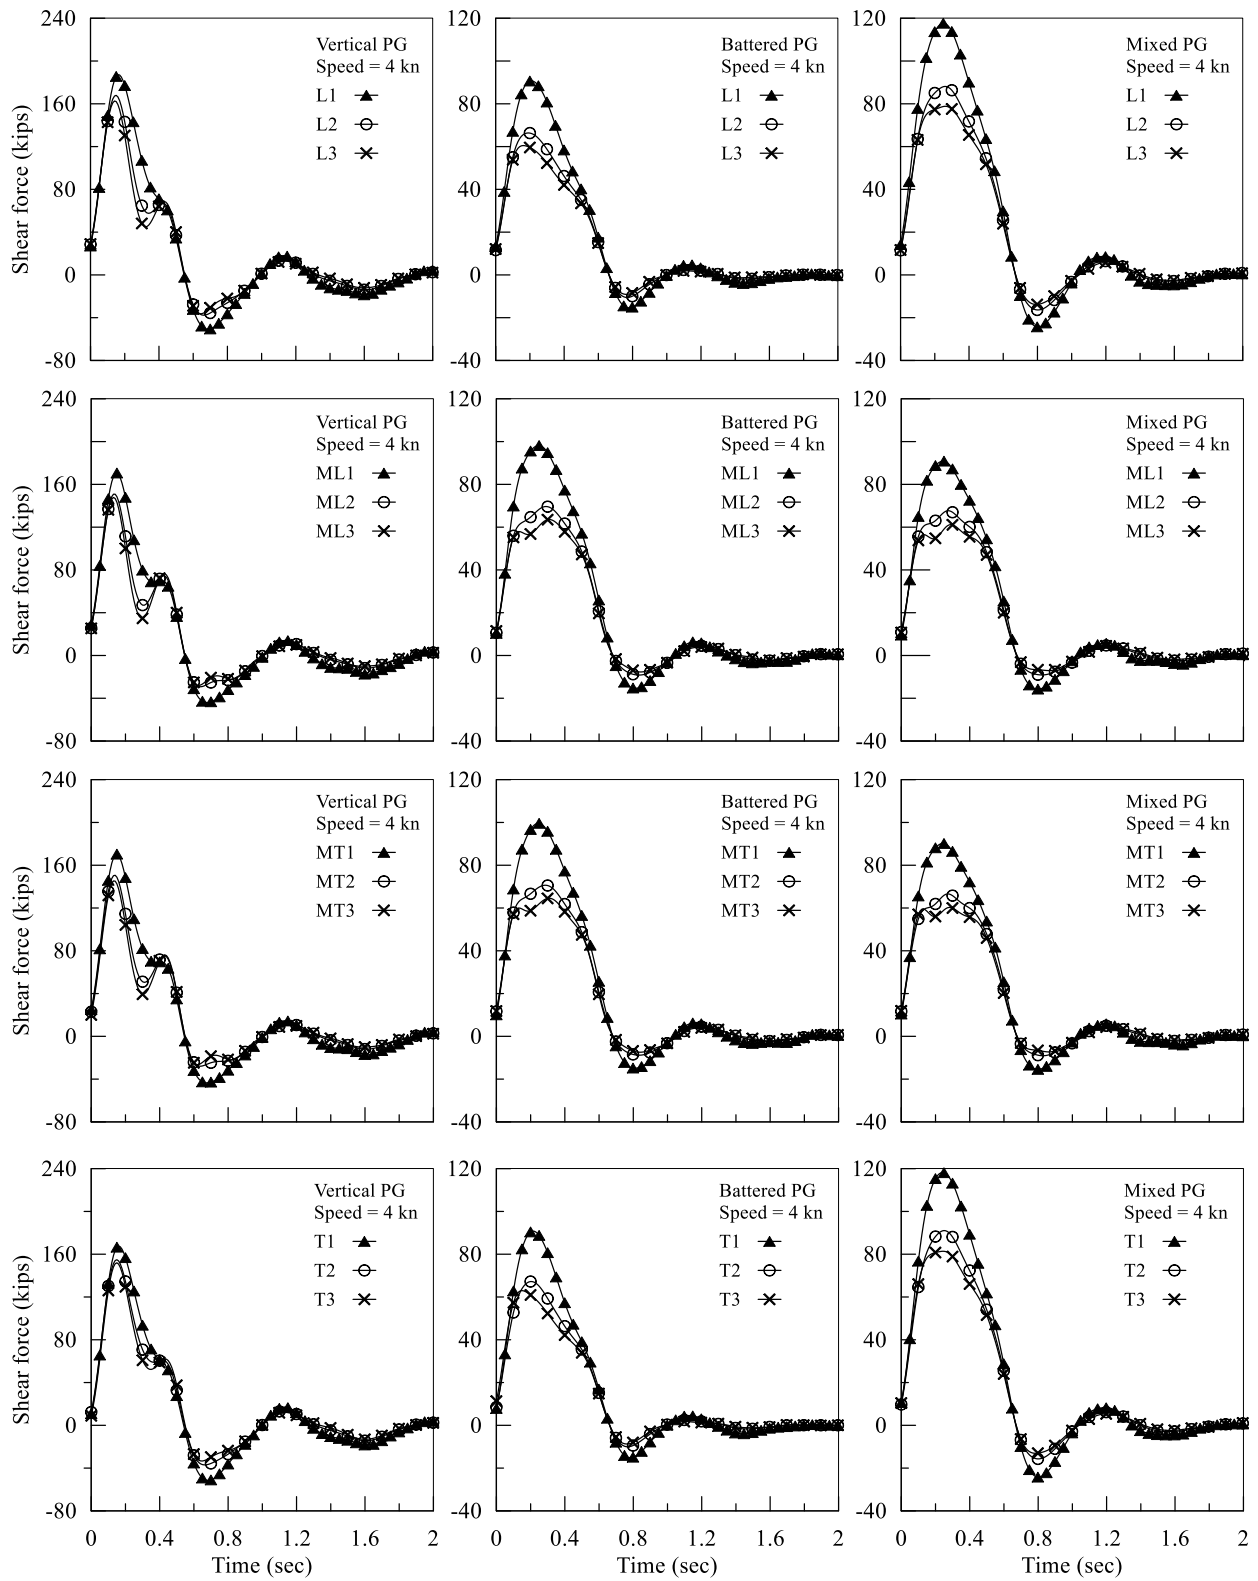 240
160
80
0
-80
Shear force (kips)
Vertical PG
Speed = 4 kn
L1
L2
L3
120
80
40
0
-40
Battered PG
Speed = 4 kn
L1
L2
L3
120
80
40
0
-40
Mixed PG
Speed = 4 kn
L1
L2
L3
240
160
80
0
-80
Shear force (kips)
Vertical PG
Speed = 4 kn
ML1
ML2
ML3
120
80
40
0
-40
Battered PG
Speed = 4 kn
ML1
ML2
ML3
120
80
40
0
-40
Mixed PG
Speed = 4 kn
ML1
ML2
ML3
240
160
80
0
-80
Shear force (kips)
Vertical PG
Speed = 4 kn
MT1
MT2
MT3
120
80
40
0
-40
Battered PG
Speed = 4 kn
MT1
MT2
MT3
120
80
40
0
-40
Mixed PG
Speed = 4 kn
MT1
MT2
MT3
240
160
80
0
-80
Shear force (kips)
Vertical PG
Speed = 4 kn
T1
T2
T3
0 0.4 0.8 1.2 1.6 2
Time (sec)
120
80
40
0
-40
Battered PG
Speed = 4 kn
T1
T2
T3
0 0.4 0.8 1.2 1.6 2
Time (sec)
120
80
40
0
-40
Mixed PG
Speed = 4 kn
T1
T2
T3
0 0.4 0.8 1.2 1.6 2
Time (sec)